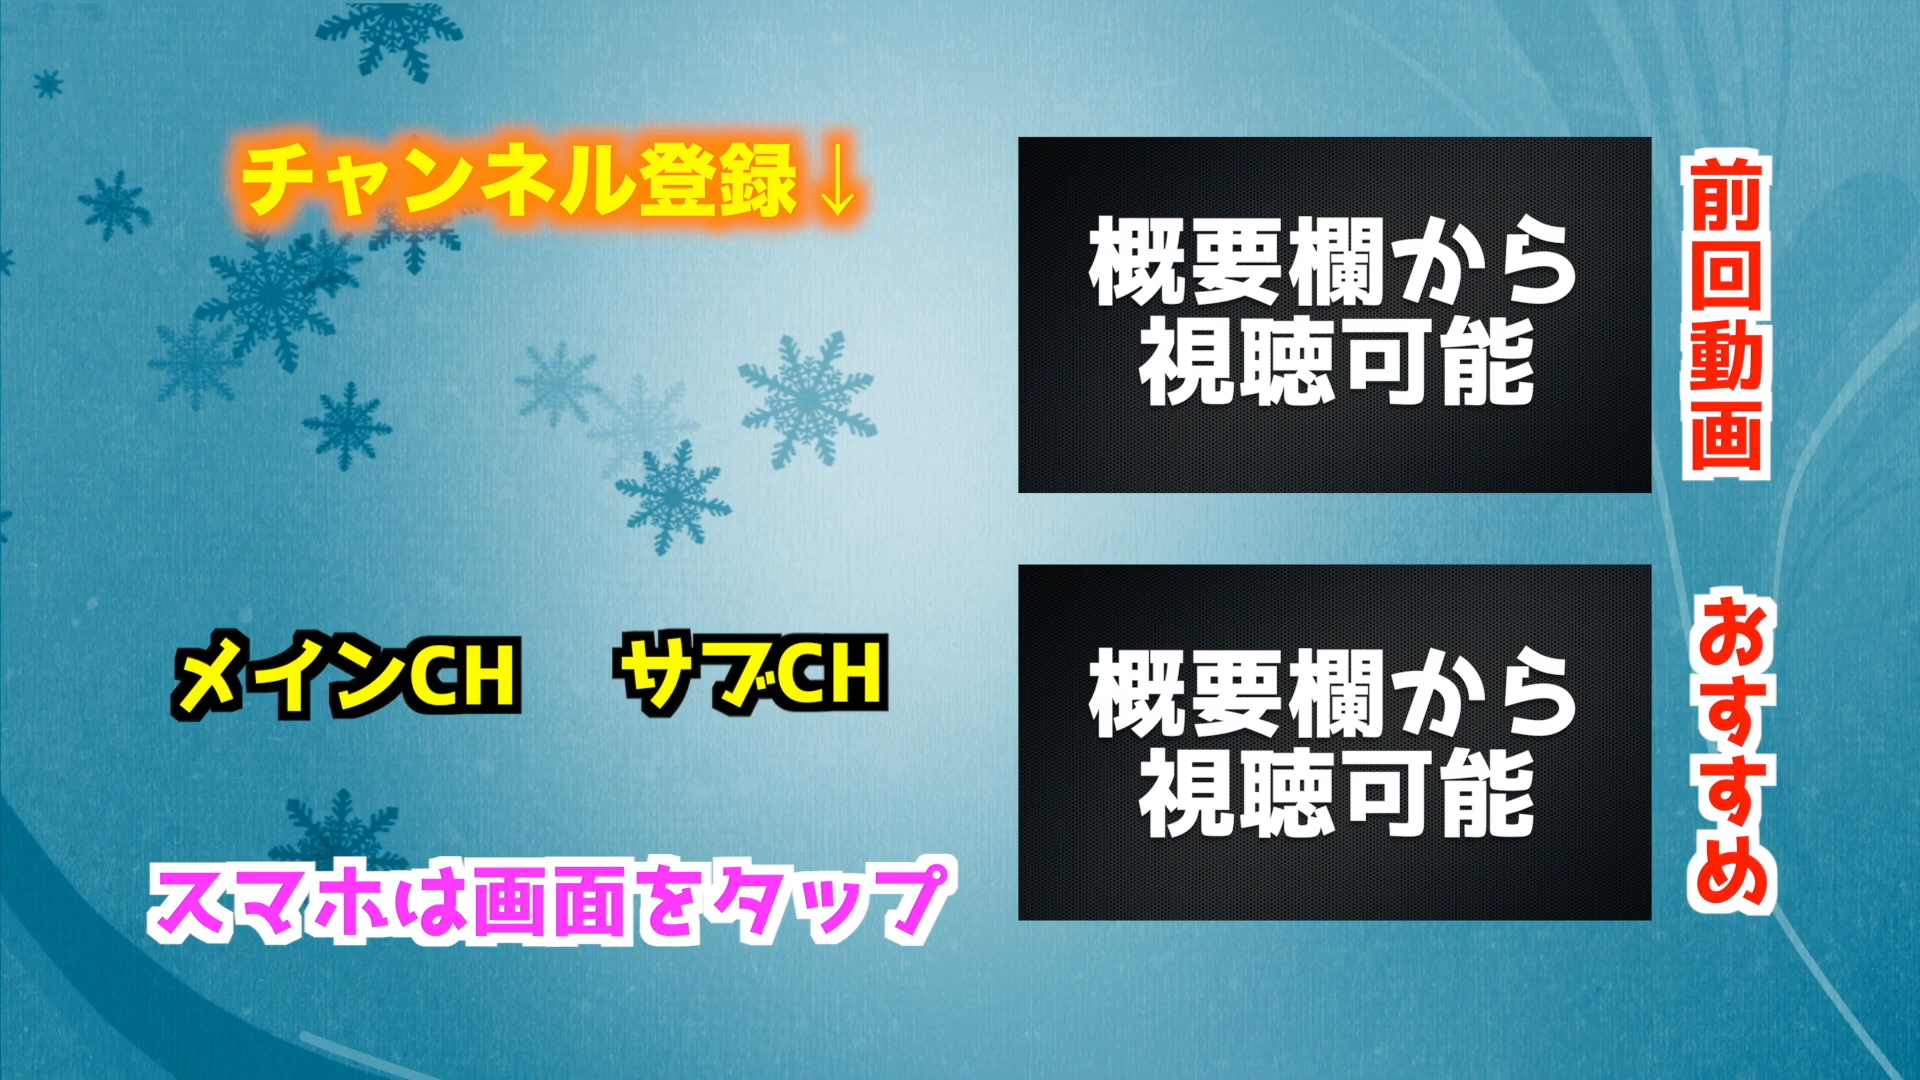 チャンネル登録↓
メインCH
サブCH
スマホは画面をタップ
概要欄から
視聴可能
前回動画
概要欄から
視聴可能
おすすめ